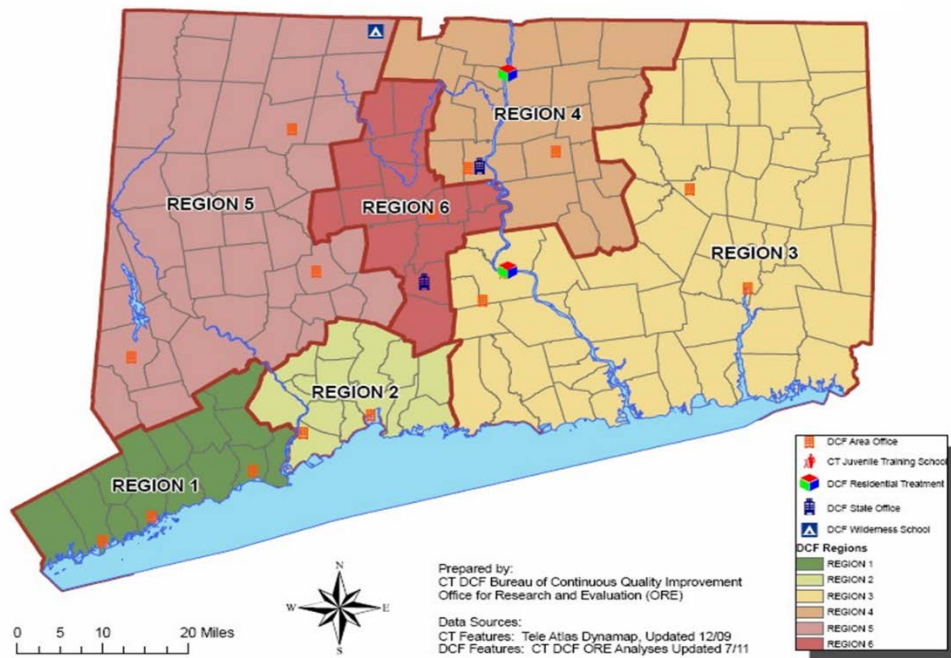 REGION 4
REGION 5
REGION 6
REGION 3
REGION 2
REGION 1
DCF Area Office
CT Juvenile Training School
DCF Residential Treatment
DCF State Office
DCF Wilderness School
DCF Regions
REGION 1
REGION 2
REGION 3
REGION 4
REGION 5
REGION 6
N
W E
S
0 5 10 20 Miles
Prepared by:
CT DCF Bureau of Continuous Quality Improvement
Office for Research and Evaluation (ORE)
Data Sources:
CT Features: Tele Atlas Dynamap, Updated 12/09
DCF Features: CT DCF ORE Analyses Updated 7/11